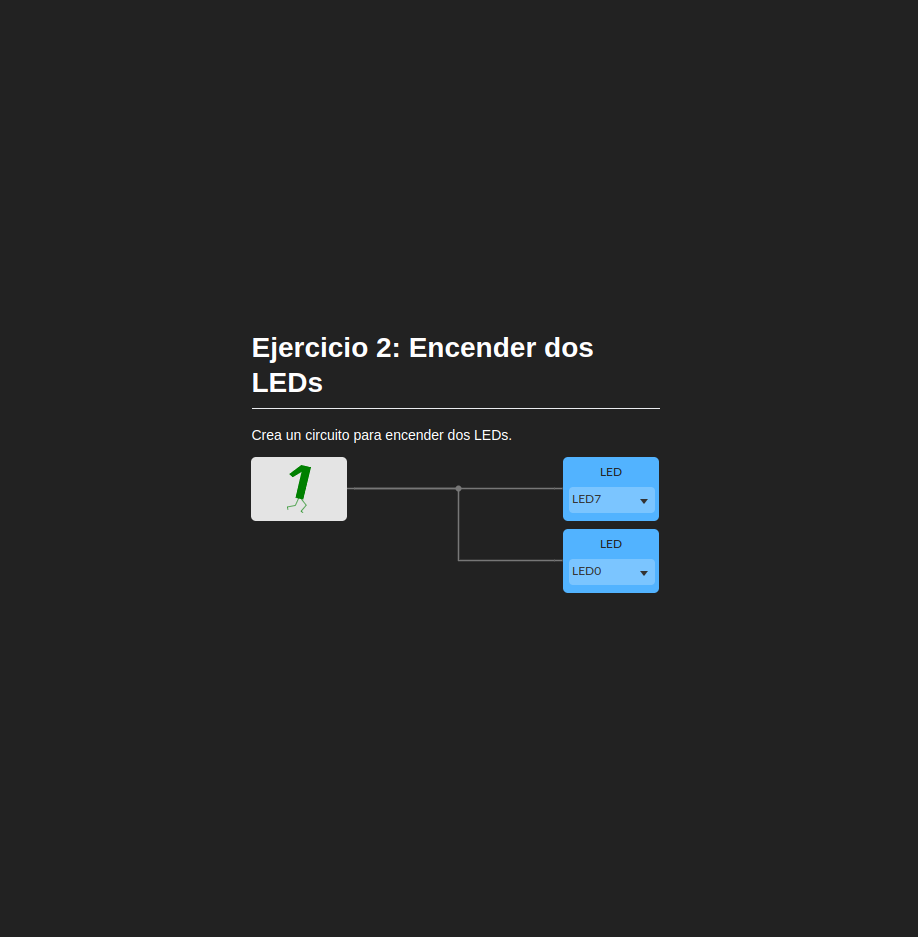 Ejercicio 2: Encender dos
LEDs
Crea un circuito para encender dos LEDs.
1
LED
LED7
LED
LED0